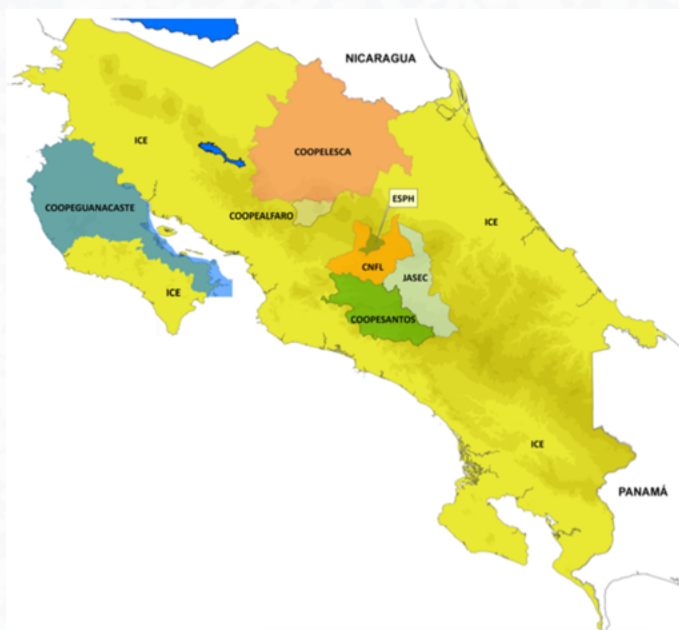 NICARAGUA
ICE
COOPELESCA
ESPH
COOPEGUANACASTE
COOPEALFARO
ICE
CNFL
JASEC
ICE
COOPESANTOS
ICE
PANAMÁ